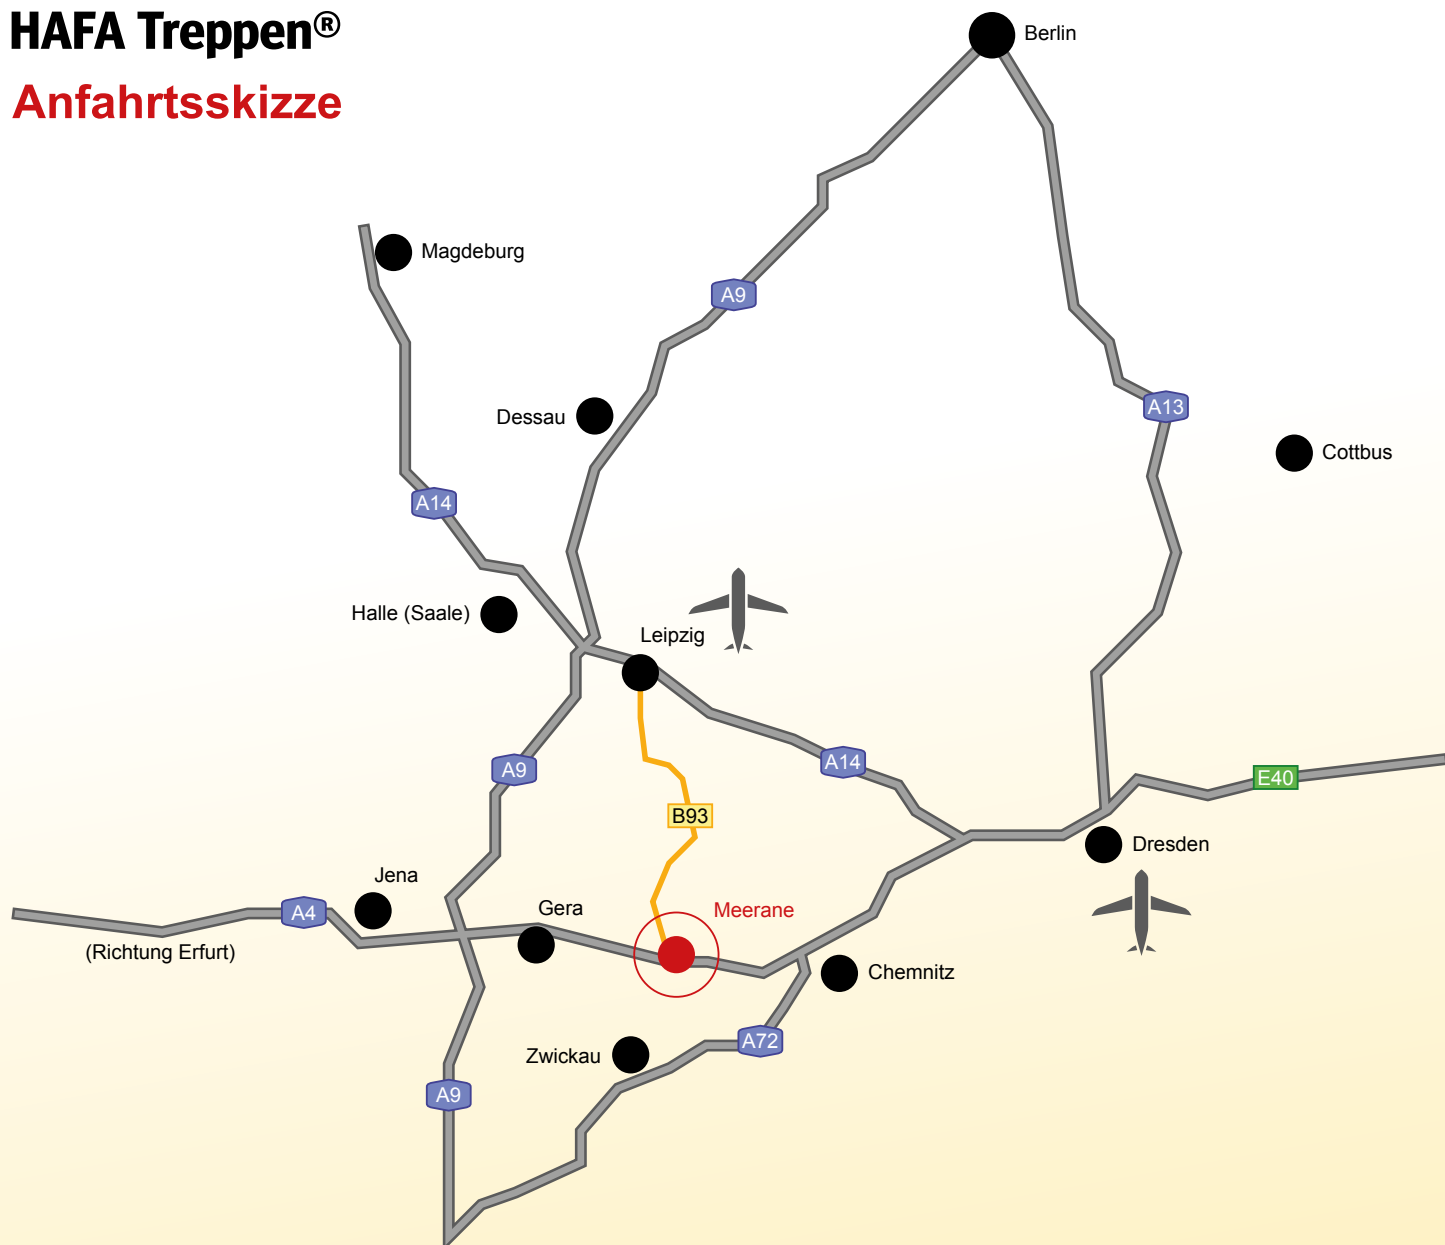 HAFA Treppen®
Anfahrtsskizze
Berlin
Magdeburg
A9
Dessau
A13
Cottbus
A14
Halle (Saale)
Leipzig
A9
A14
E40
B93
Dresden
Jena
A4
Gera
Meerane
(Richtung Erfurt)
Chemnitz
Zwickau
A72
A9